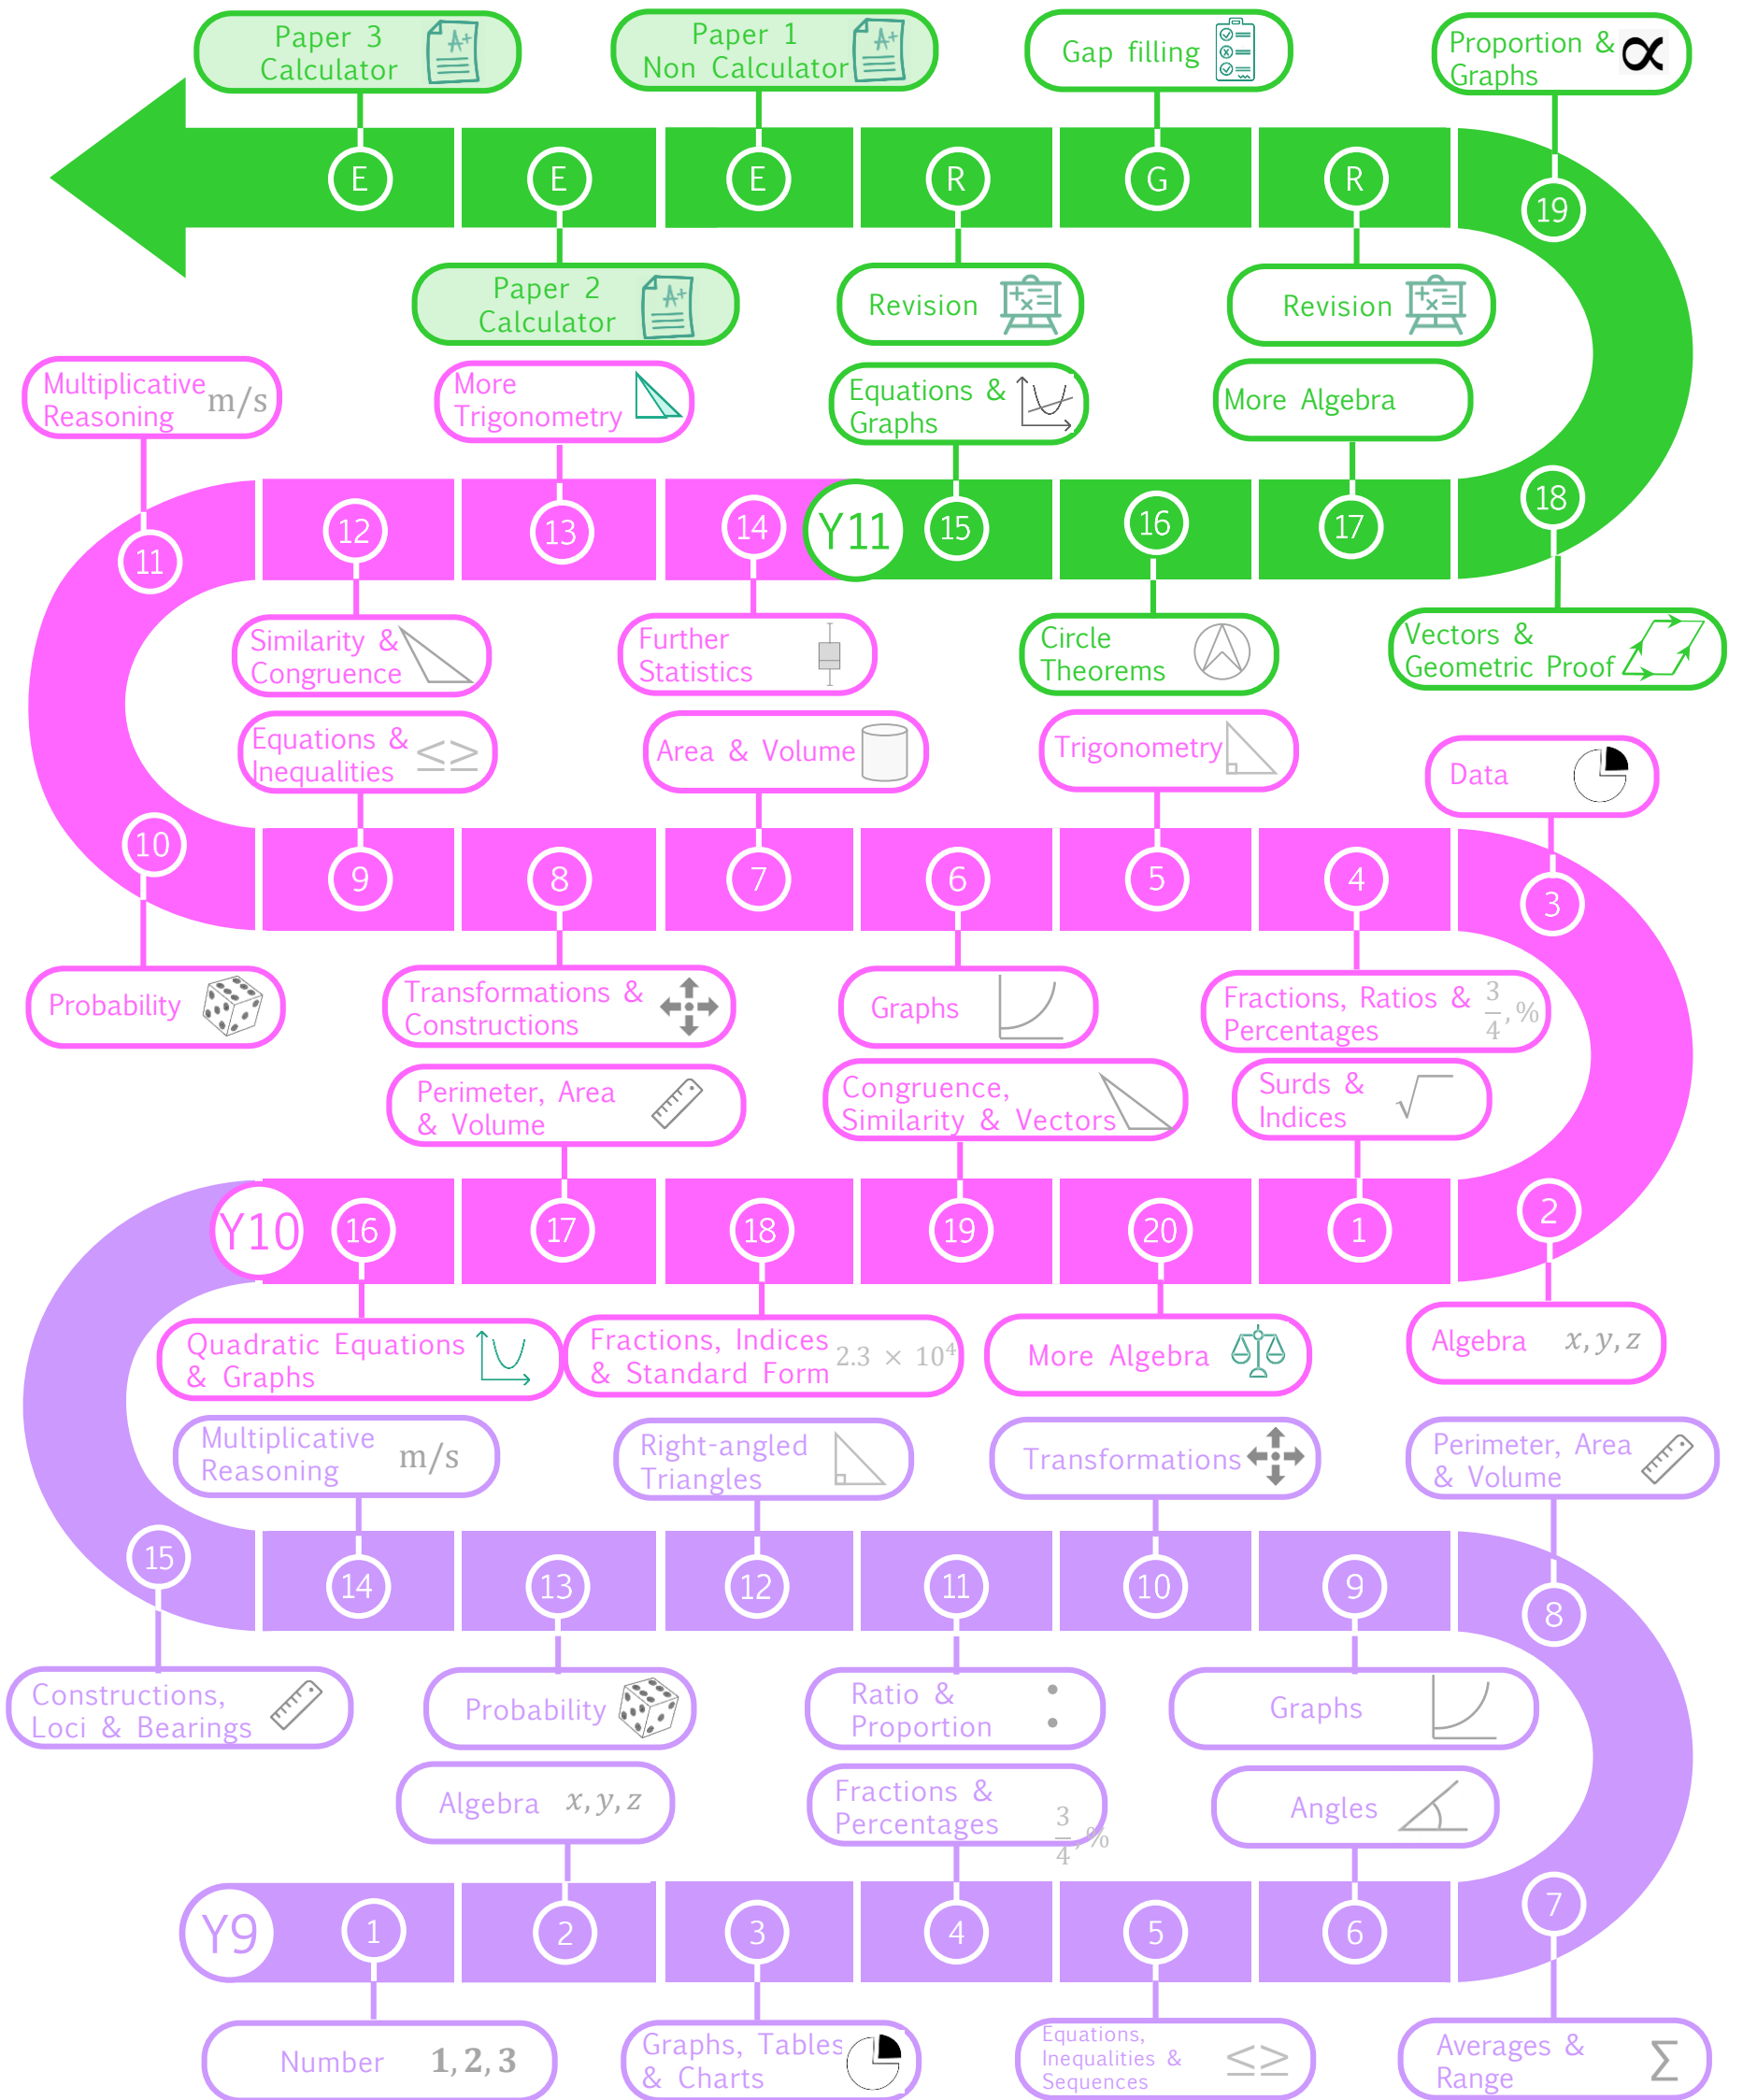 Paper 3
Calculator
Paper 1
Non Calculator
Gap filling
Proportion &
Graphs
∝
E
E
E
R
G
R
19
Paper 2
Calculator
Revision
Revision
Multiplicative
Reasoning
m/s
More
Trigonometry
Equations &
Graphs
More Algebra
11
12
13
14
Y11
15
16
17
18
Similarity &
Congruence
Further
Statistics
Circle
Theorems
Vectors &
Geometric Proof
Equations &
Inequalities
≤≥
Area & Volume
Trigonometry
Data
10
9
8
7
6
5
4
3
Probability
Transformations &
Constructions
Graphs
Fractions, Ratios &
Percentages
3/4, %
Perimeter, Area
& Volume
Congruence,
Similarity & Vectors
Surds &
Indices
√
Y10
16
17
18
19
20
1
2
Quadratic Equations
& Graphs
Fractions, Indices
& Standard Form
2.3 × 10⁴
More Algebra
Algebra x, y, z
Multiplicative
Reasoning
m/s
Right-angled
Triangles
Transformations
Perimeter, Area
& Volume
15
14
13
12
11
10
9
8
Constructions,
Loci & Bearings
Probability
Ratio &
Proportion
:
Graphs
Algebra x, y, z
Fractions &
Percentages
3/4, %
Angles
Y9
1
2
3
4
5
6
7
Number 1, 2, 3
Graphs, Tables
& Charts
Equations,
Inequalities &
Sequences
≤≥
Averages &
Range
Σ